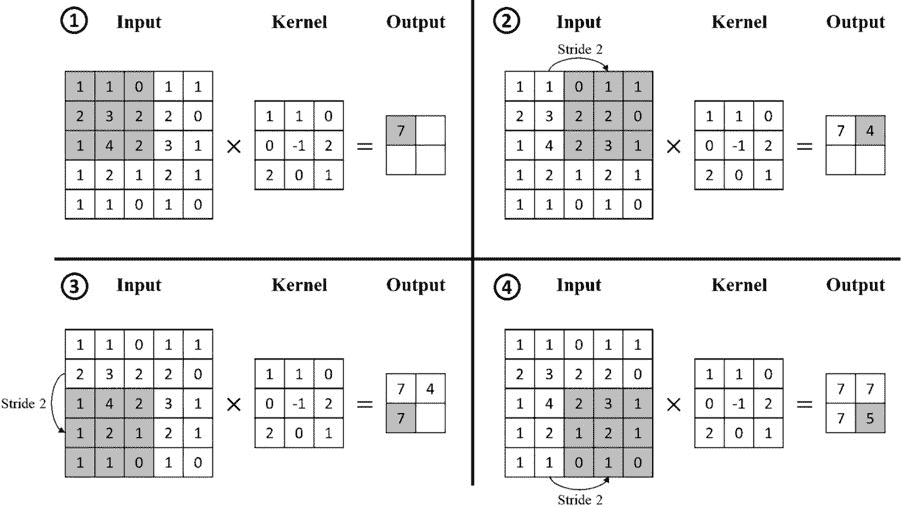 ① Input Kernel Output
1 1 0 1 1
2 3 2 2 0
1 4 2 3 1
1 2 1 2 1
1 1 0 1 0
×
1 1 0
0 -1 2
2 0 1
=
7
② Input Kernel Output
Stride 2
1 1 0 1 1
2 3 2 2 0
1 4 2 3 1
1 2 1 2 1
1 1 0 1 0
×
1 1 0
0 -1 2
2 0 1
=
7 4
③ Input Kernel Output
1 1 0 1 1
2 3 2 2 0
1 4 2 3 1
1 2 1 2 1
1 1 0 1 0
Stride 2
×
1 1 0
0 -1 2
2 0 1
=
7 4
7
④ Input Kernel Output
1 1 0 1 1
2 3 2 2 0
1 4 2 3 1
1 2 1 2 1
1 1 0 1 0
Stride 2
×
1 1 0
0 -1 2
2 0 1
=
7 7
7 5